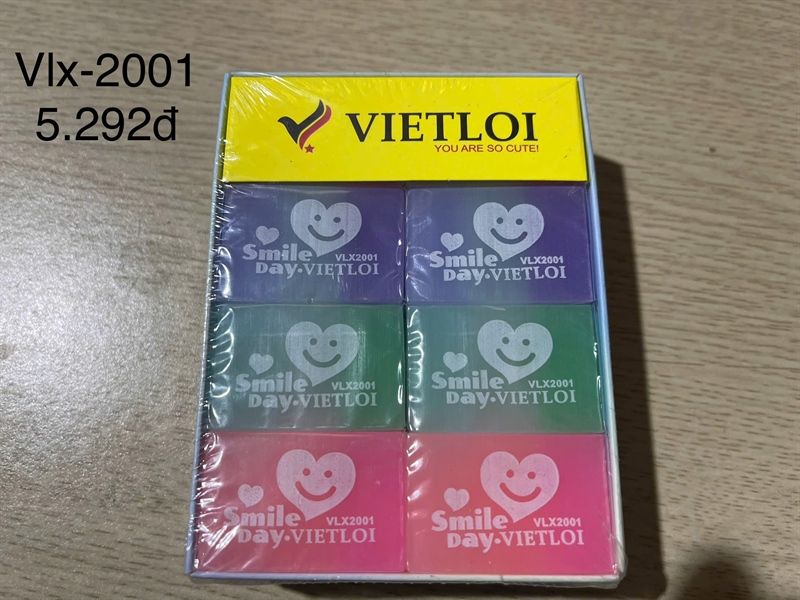 Vlx-2001
5.292đ
VIETLOI
YOU ARE SO CUTE!
Smile VLX2001
Day·VIETLOI
Smile VLX2001
Day·VIETLOI
Smile VLX2001
Day·VIETLOI
Smile VLX2001
Day·VIETLOI
Smile VLX2001
Day·VIETLOI
Smile VLX2001
Day·VIETLOI